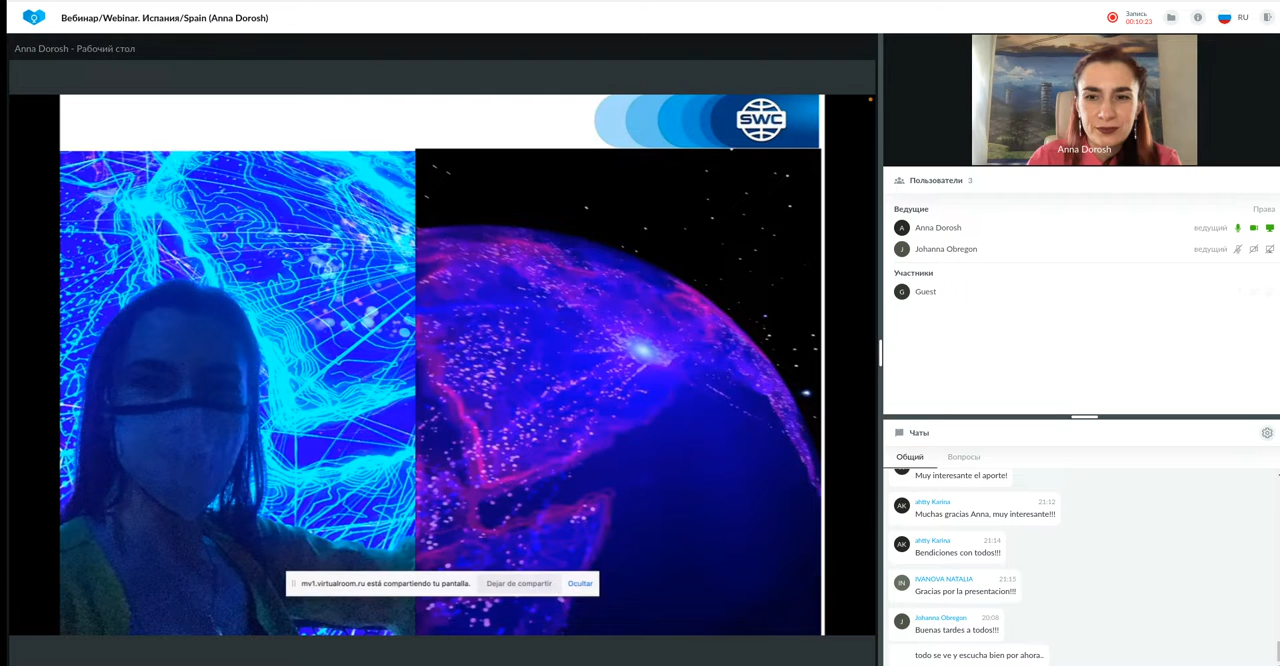 Вебинар/Webinar. Испания/Spain (Anna Dorosh)
Запись
00:10:23
RU
Anna Dorosh - Рабочий стол
SWC
Anna Dorosh
Пользователи 3
Ведущие Права
A Anna Dorosh ведущий
J Johanna Obregon ведущий
Участники
G Guest
mv1.virtualroom.ru está compartiendo tu pantalla. Dejar de compartir Ocultar
Чаты
Общий Вопросы
Muy interesante el aporte!
AK ahtty Karina 21:12
Muchas gracias Anna, muy interesante!!!
AK ahtty Karina 21:14
Bendiciones con todos!!!
IN IVANOVA NATALIA 21:15
Gracias por la presentacion!!!
J Johanna Obregon 20:08
Buenas tardes a todos!!!
todo se ve y escucha bien por ahora..